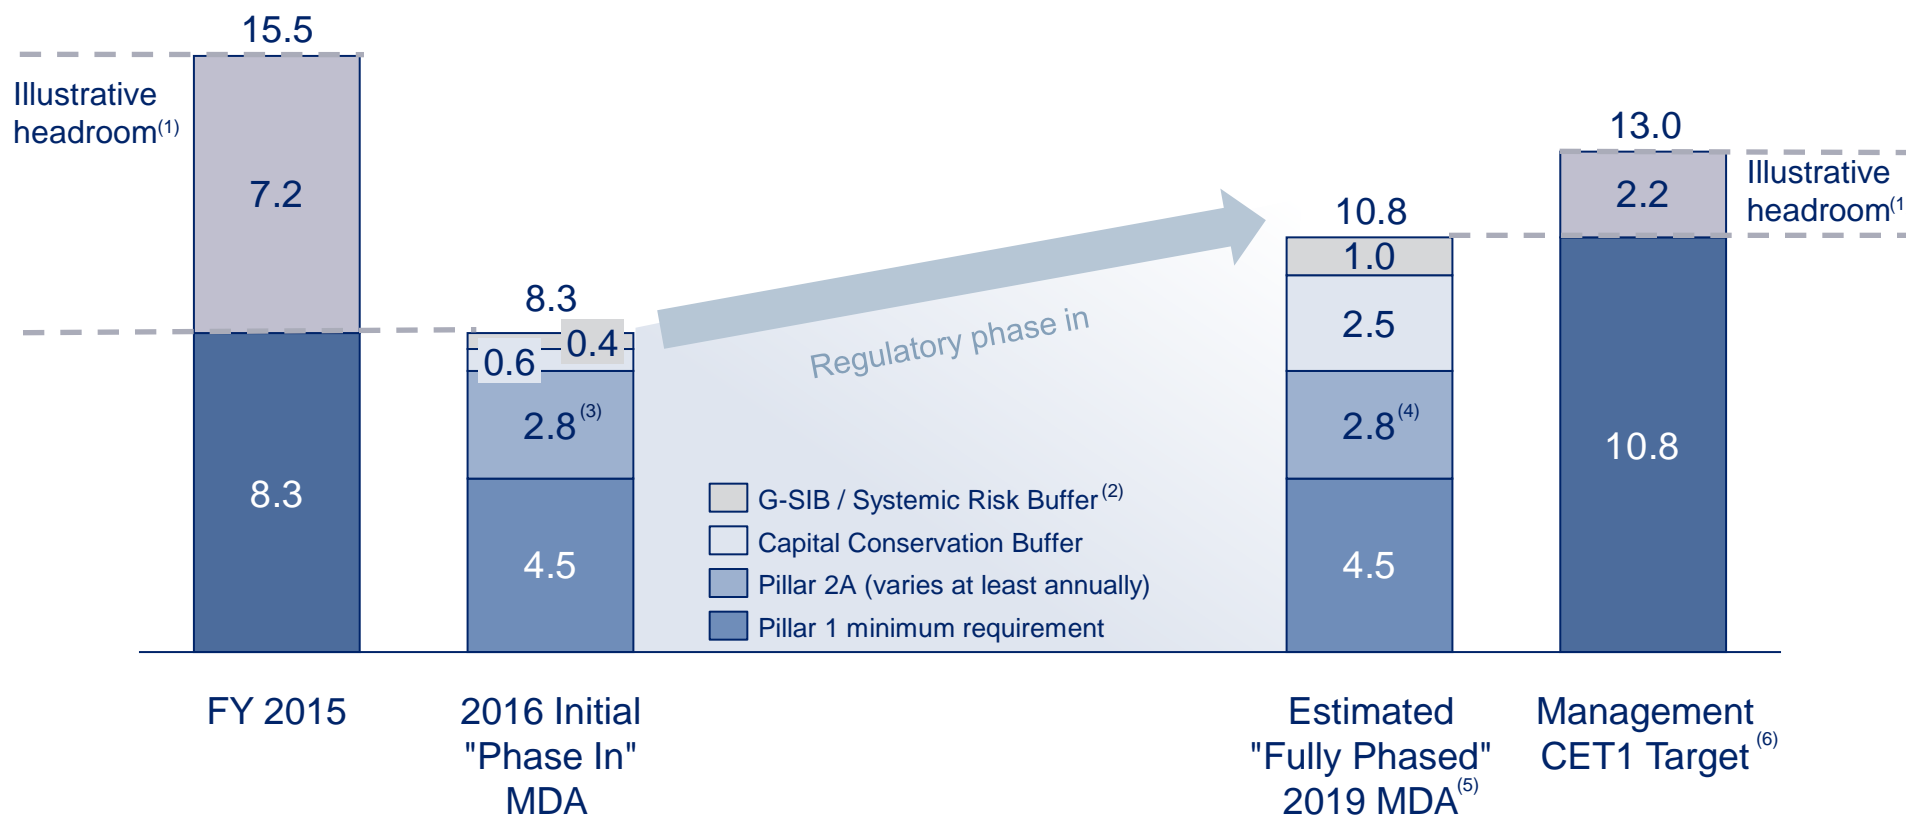 15.5
Illustrative
headroom(1)
7.2
8.3
8.3
0.4
0.6
2.8(3)
4.5
Regulatory phase in
G-SIB / Systemic Risk Buffer(2)
Capital Conservation Buffer
Pillar 2A (varies at least annually)
Pillar 1 minimum requirement
10.8
1.0
2.5
2.8(4)
4.5
13.0
2.2
10.8
Illustrative
headroom(1
FY 2015
2016 Initial
"Phase In"
MDA
Estimated
"Fully Phased"
2019 MDA(5)
Management
CET1 Target(6)